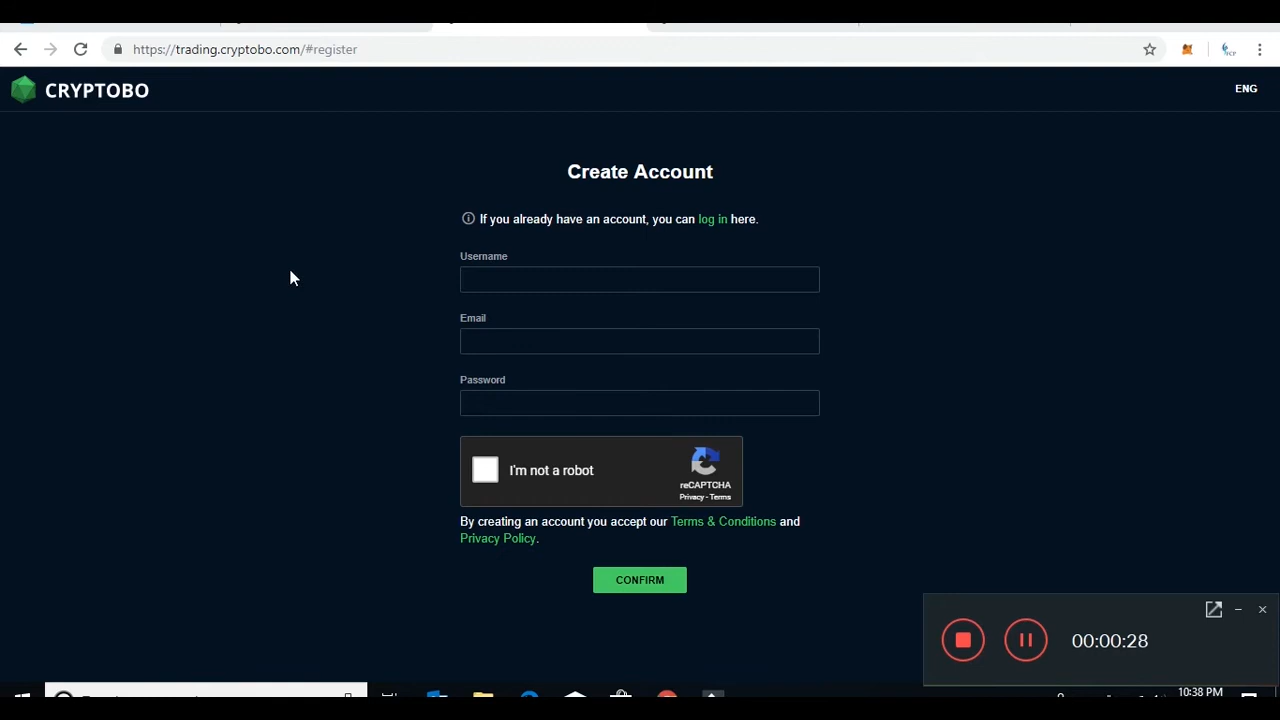 https://trading.cryptobo.com/#register
CRYPTOBO
ENG
Create Account
If you already have an account, you can log in here.
Username
Email
Password
I'm not a robot
reCAPTCHA
Privacy - Terms
By creating an account you accept our Terms & Conditions and
Privacy Policy.
CONFIRM
00:00:28
10:38 PM